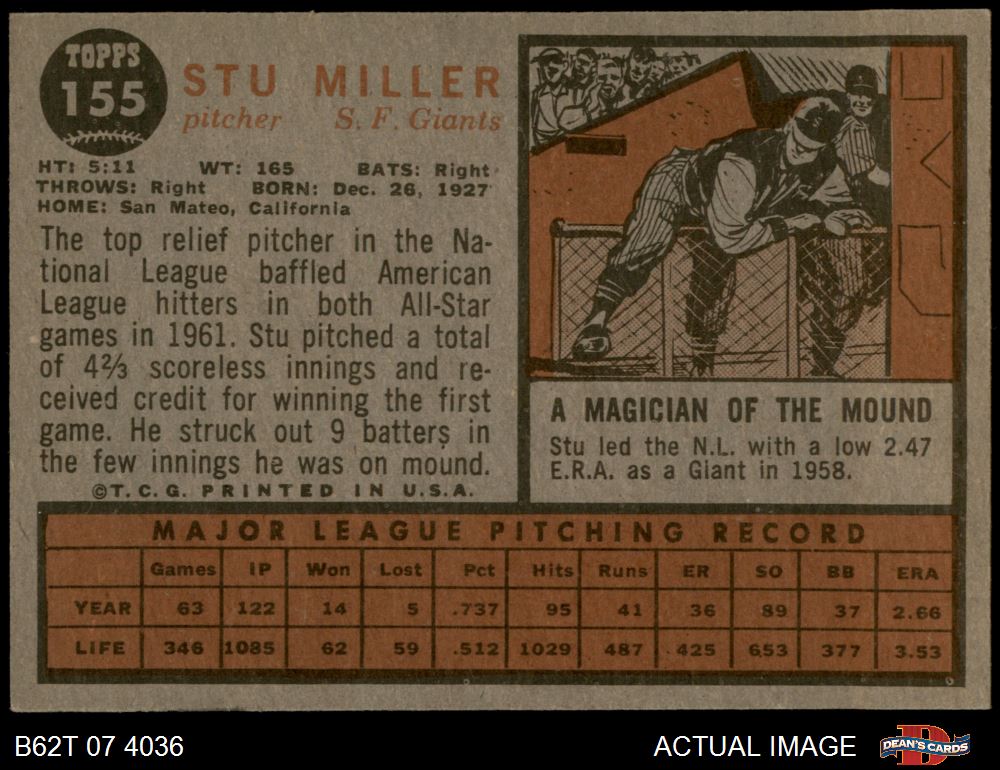 TOPPS
155
STU MILLER
pitcher S. F. Giants
HT: 5:11 WT: 165 BATS: Right
THROWS: Right BORN: Dec. 26, 1927
HOME: San Mateo, California
The top relief pitcher in the Na-
tional League baffled American
League hitters in both All-Star
games in 1961. Stu pitched a total
of 4⅔ scoreless innings and re-
ceived credit for winning the first
game. He struck out 9 batters in
the few innings he was on mound.
©T. C. G. PRINTED IN U.S.A.
A MAGICIAN OF THE MOUND
Stu led the N.L. with a low 2.47
E.R.A. as a Giant in 1958.
MAJOR LEAGUE PITCHING RECORD
Games IP Won Lost Pct Hits Runs ER SO BB ERA
YEAR 63 122 14 5 .737 95 41 36 89 37 2.66
LIFE 346 1085 62 59 .512 1029 487 425 653 377 3.53
B62T 07 4036 ACTUAL IMAGE DEAN'S CARDS